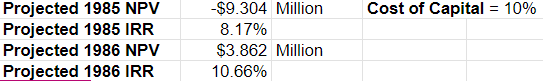 Projected 1985 NPV -$9.304 Million Cost of Capital = 10%
Projected 1985 IRR 8.17%
Projected 1986 NPV $3.862 Million
Projected 1986 IRR 10.66%